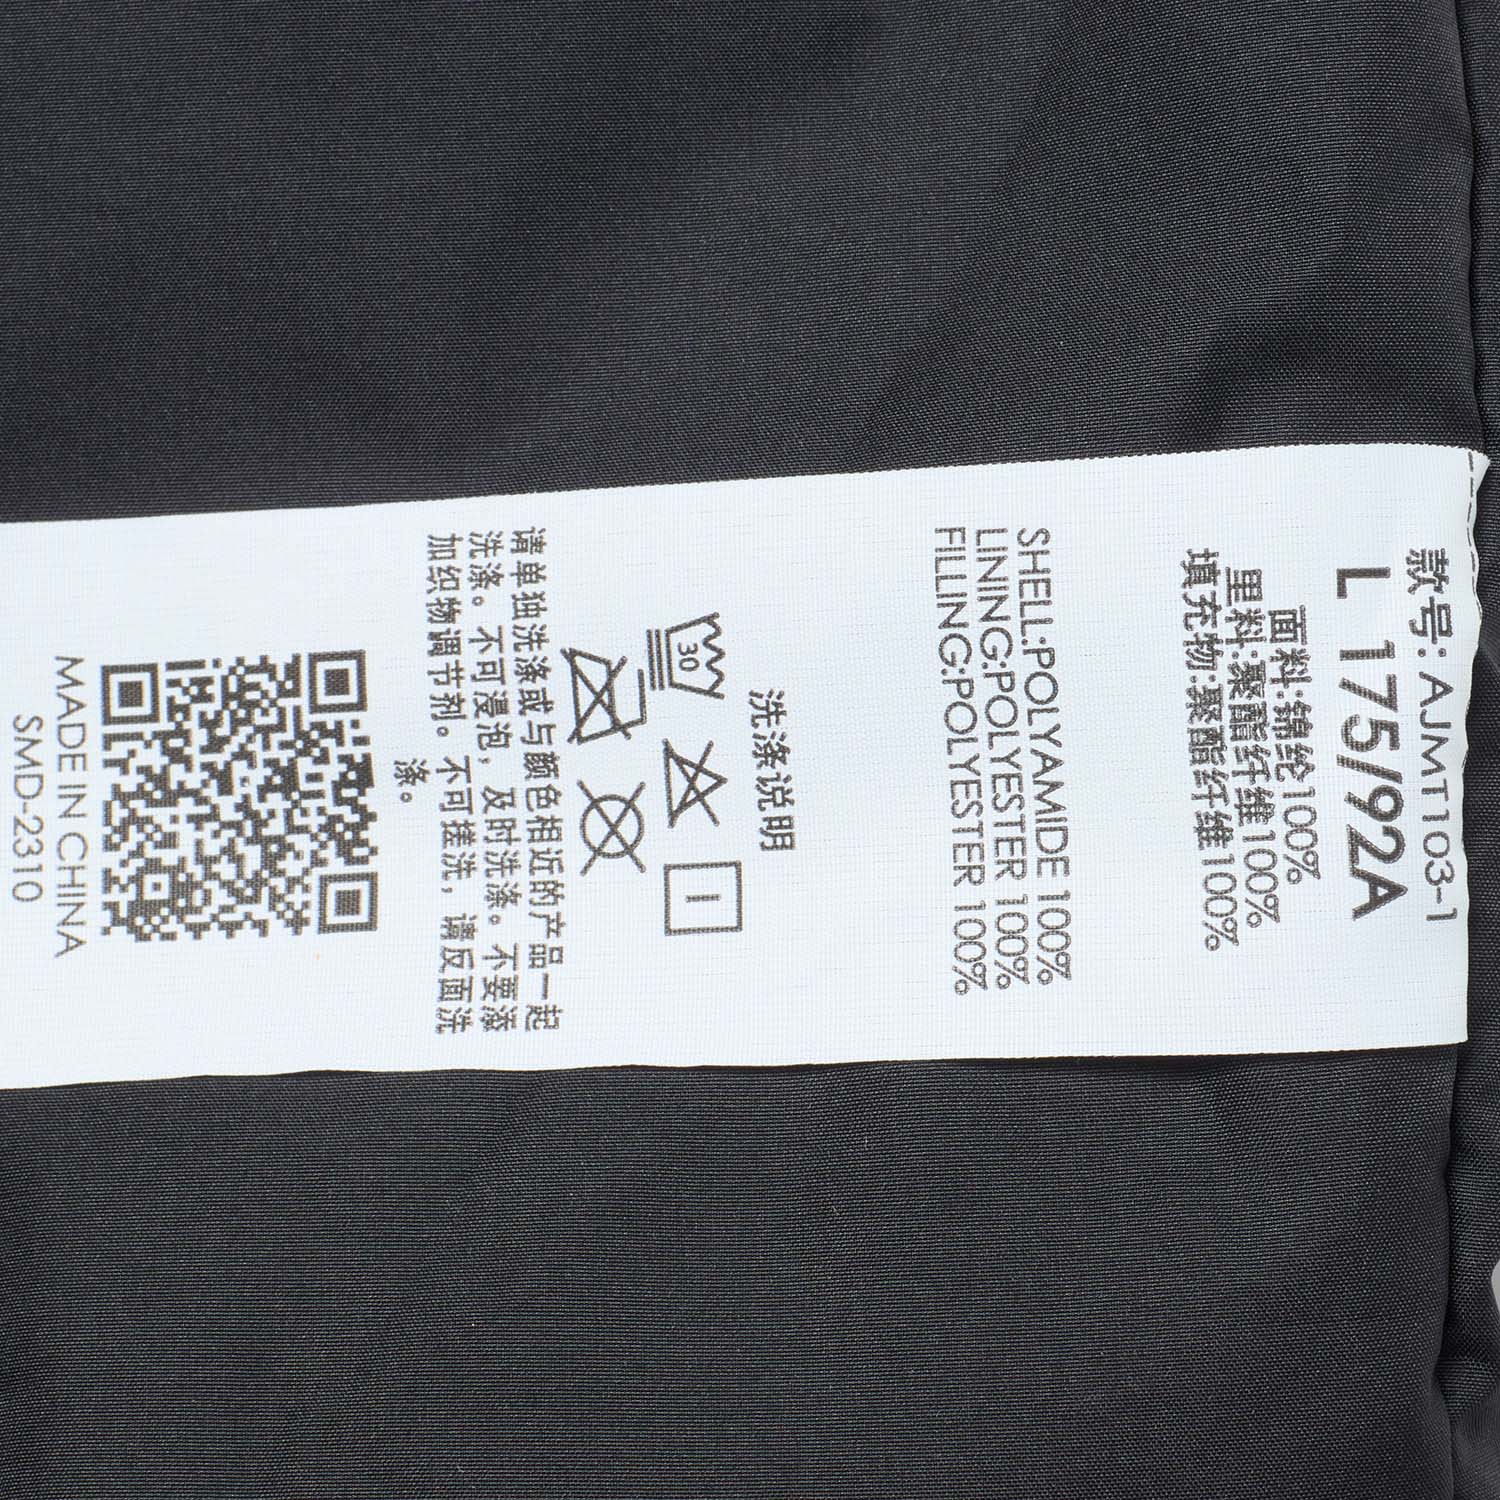 款号: AJMT103-1
L 175/92A
面料:锦纶100%
里料:聚酯纤维100%
填充物:聚酯纤维100%
SHELL:POLYAMIDE 100%
LINING:POLYESTER 100%
FILLING:POLYESTER 100%
洗涤说明
30
请单独洗涤或与颜色相近的产品一起
洗涤。不可浸泡，及时洗涤。不要添
加织物调节剂。不可搓洗，请反面洗
涤。
MADE IN CHINA
SMD-2310